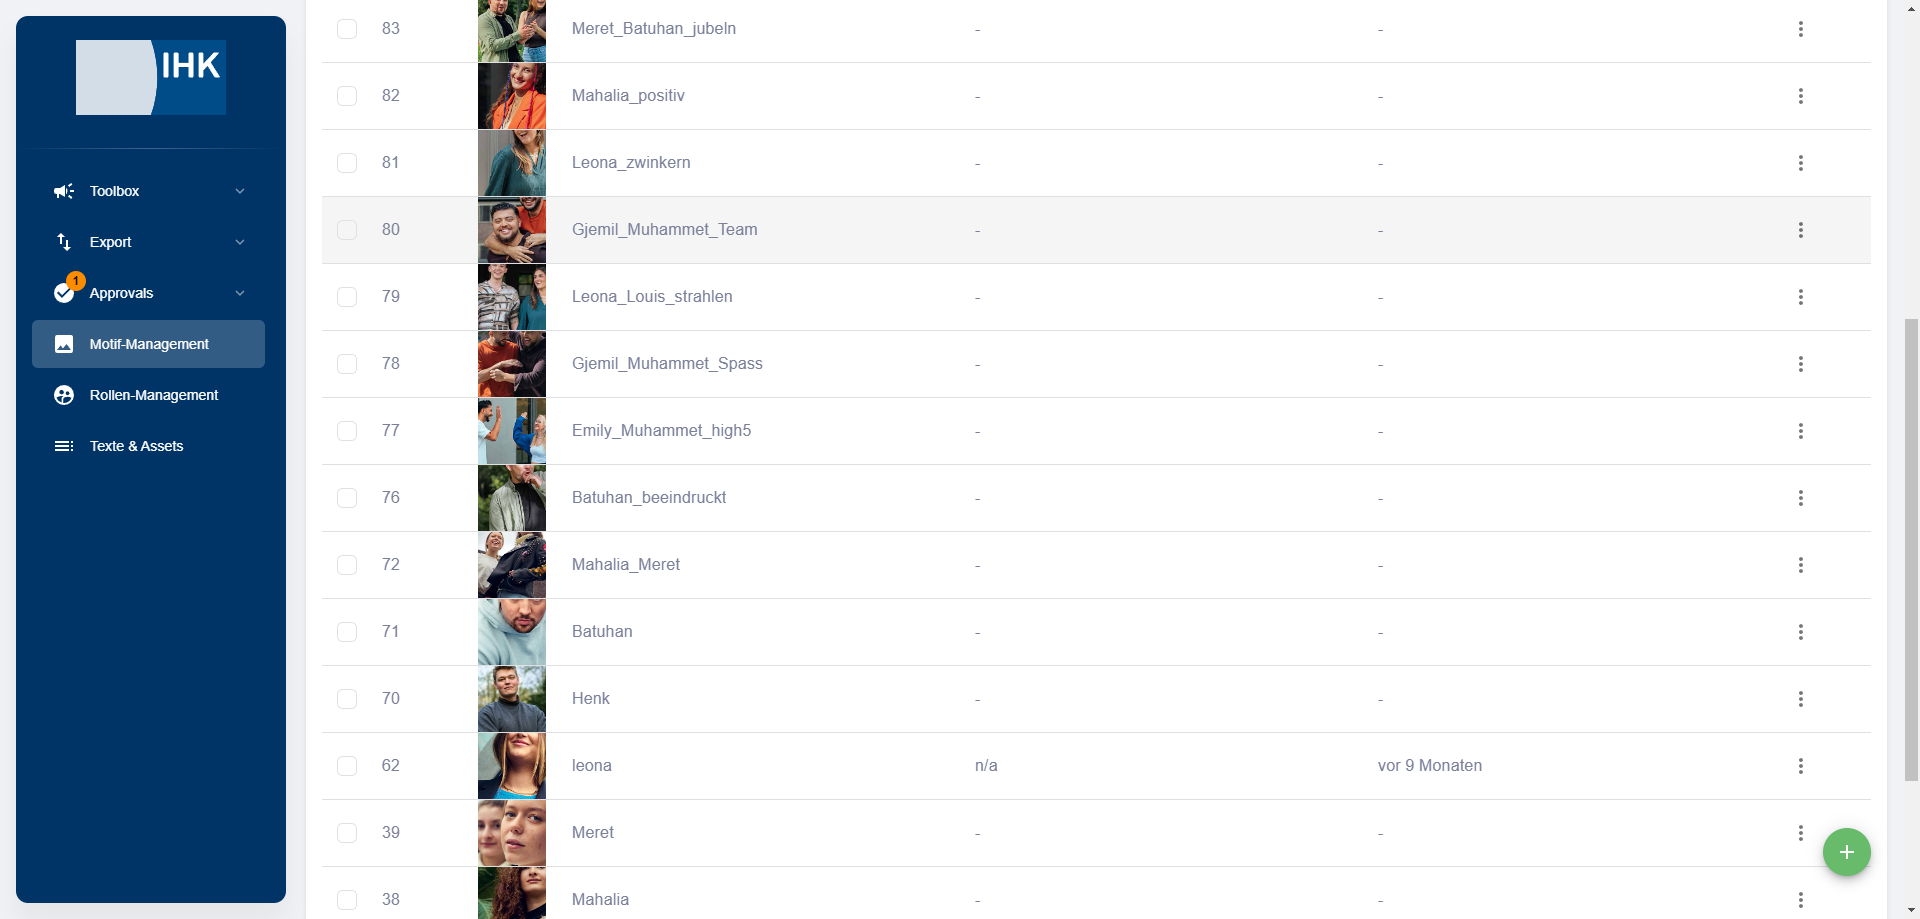 IHK
Toolbox
Export
1
Approvals
Motif-Management
Rollen-Management
Texte & Assets
83 Meret_Batuhan_jubeln - -
82 Mahalia_positiv - -
81 Leona_zwinkern - -
80 Gjemil_Muhammet_Team - -
79 Leona_Louis_strahlen - -
78 Gjemil_Muhammet_Spass - -
77 Emily_Muhammet_high5 - -
76 Batuhan_beeindruckt - -
72 Mahalia_Meret - -
71 Batuhan - -
70 Henk - -
62 leona n/a vor 9 Monaten
39 Meret - -
38 Mahalia - -